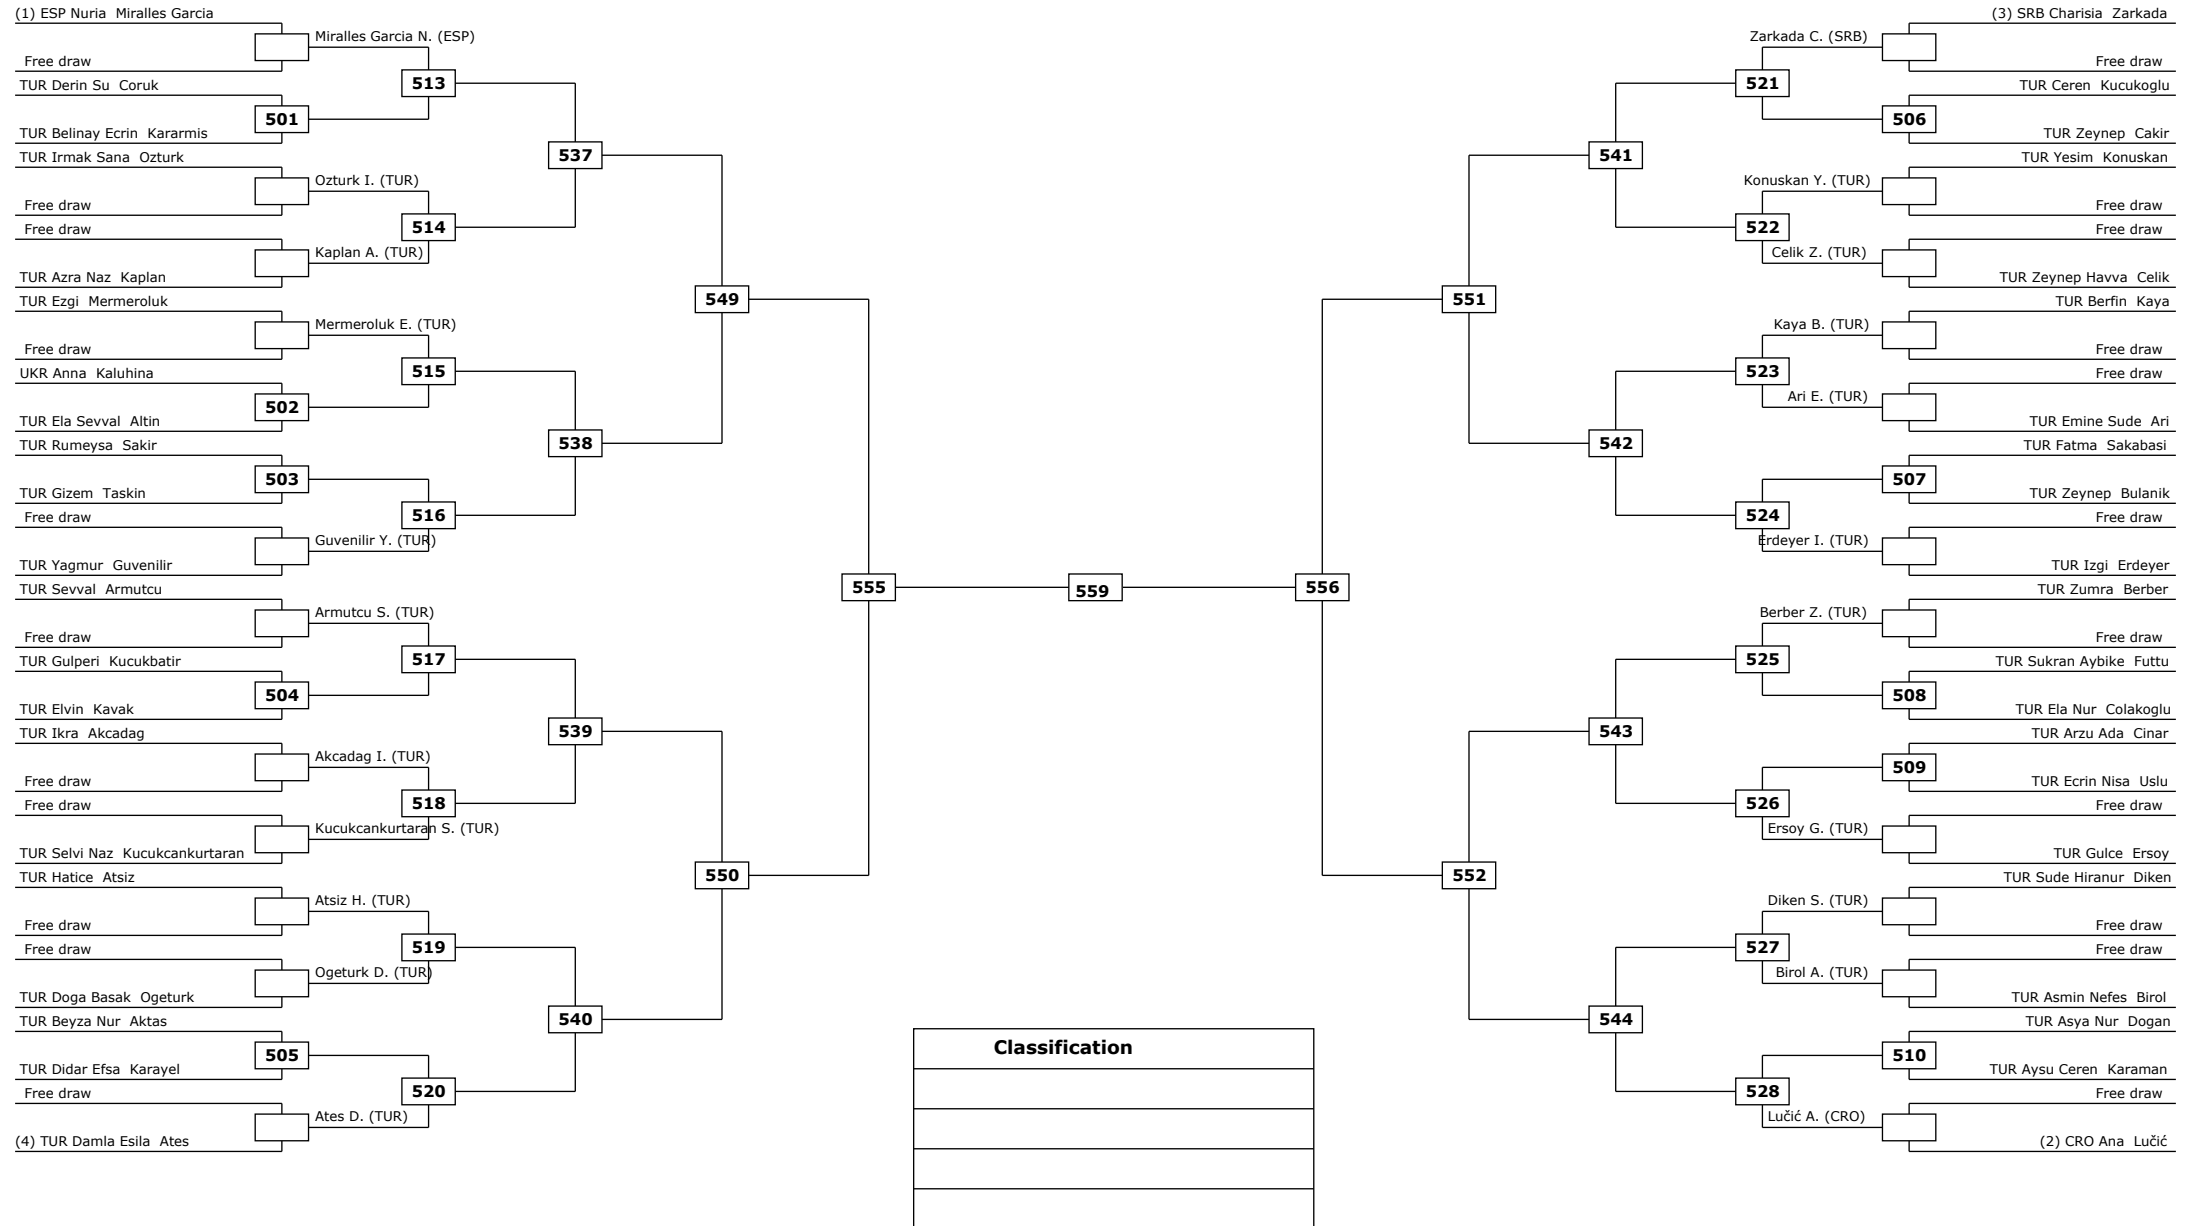 (1) ESP Nuria Miralles Garcia
Miralles Garcia N. (ESP)
Free draw
513
TUR Derin Su Coruk
501
TUR Belinay Ecrin Kararmis
537
TUR Irmak Sana Ozturk
Ozturk I. (TUR)
Free draw
514
Free draw
Kaplan A. (TUR)
TUR Azra Naz Kaplan
549
TUR Ezgi Mermeroluk
Mermeroluk E. (TUR)
Free draw
515
UKR Anna Kaluhina
502
TUR Ela Sevval Altin
538
TUR Rumeysa Sakir
503
TUR Gizem Taskin
516
Free draw
Guvenilir Y. (TUR)
TUR Yagmur Guvenilir
555
TUR Sevval Armutcu
Armutcu S. (TUR)
Free draw
517
TUR Gulperi Kucukbatir
504
TUR Elvin Kavak
539
TUR Ikra Akcadag
Akcadag I. (TUR)
Free draw
518
Free draw
Kucukcankurtaran S. (TUR)
TUR Selvi Naz Kucukcankurtaran
550
TUR Hatice Atsiz
Atsiz H. (TUR)
Free draw
519
Free draw
Ogeturk D. (TUR)
TUR Doga Basak Ogeturk
540
TUR Beyza Nur Aktas
505
TUR Didar Efsa Karayel
520
Free draw
Ates D. (TUR)
(4) TUR Damla Esila Ates
559
Classification
(3) SRB Charisia Zarkada
Zarkada C. (SRB)
Free draw
521
TUR Ceren Kucukoglu
506
TUR Zeynep Cakir
541
TUR Yesim Konuskan
Konuskan Y. (TUR)
Free draw
522
Free draw
Celik Z. (TUR)
TUR Zeynep Havva Celik
551
TUR Berfin Kaya
Kaya B. (TUR)
Free draw
523
Free draw
Ari E. (TUR)
TUR Emine Sude Ari
542
TUR Fatma Sakabasi
507
TUR Zeynep Bulanik
524
Free draw
Erdeyer I. (TUR)
TUR Izgi Erdeyer
556
TUR Zumra Berber
Berber Z. (TUR)
Free draw
525
TUR Sukran Aybike Futtu
508
TUR Ela Nur Colakoglu
543
TUR Arzu Ada Cinar
509
TUR Ecrin Nisa Uslu
526
Free draw
Ersoy G. (TUR)
TUR Gulce Ersoy
552
TUR Sude Hiranur Diken
Diken S. (TUR)
Free draw
527
Free draw
Birol A. (TUR)
TUR Asmin Nefes Birol
544
TUR Asya Nur Dogan
510
TUR Aysu Ceren Karaman
528
Free draw
Lučić A. (CRO)
(2) CRO Ana Lučić